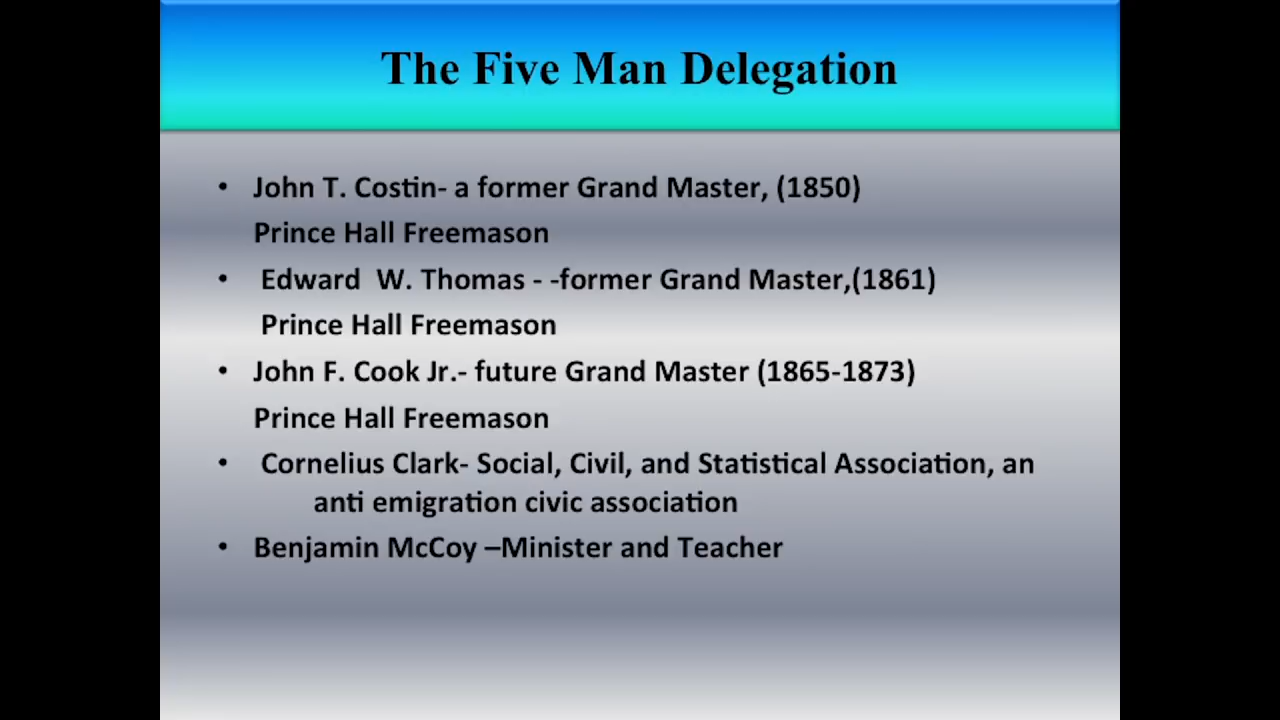 The Five Man Delegation
• John T. Costin- a former Grand Master, (1850)
Prince Hall Freemason
• Edward  W. Thomas - -former Grand Master,(1861)
Prince Hall Freemason
• John F. Cook Jr.- future Grand Master (1865-1873)
Prince Hall Freemason
• Cornelius Clark- Social, Civil, and Statistical Association, an
anti emigration civic association
• Benjamin McCoy –Minister and Teacher